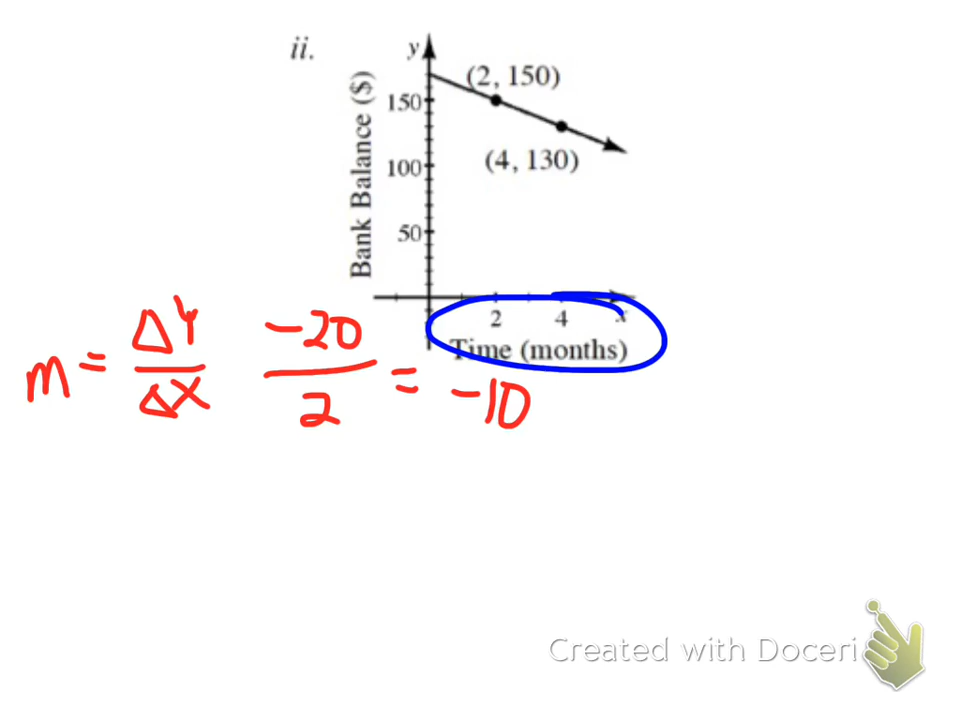 ii.
y
(2, 150)
150
Bank Balance ($)
(4, 130)
100
50
2 4 x
Time (months)
m = ΔY/ΔX -20/2 = -10
Created with Doceri